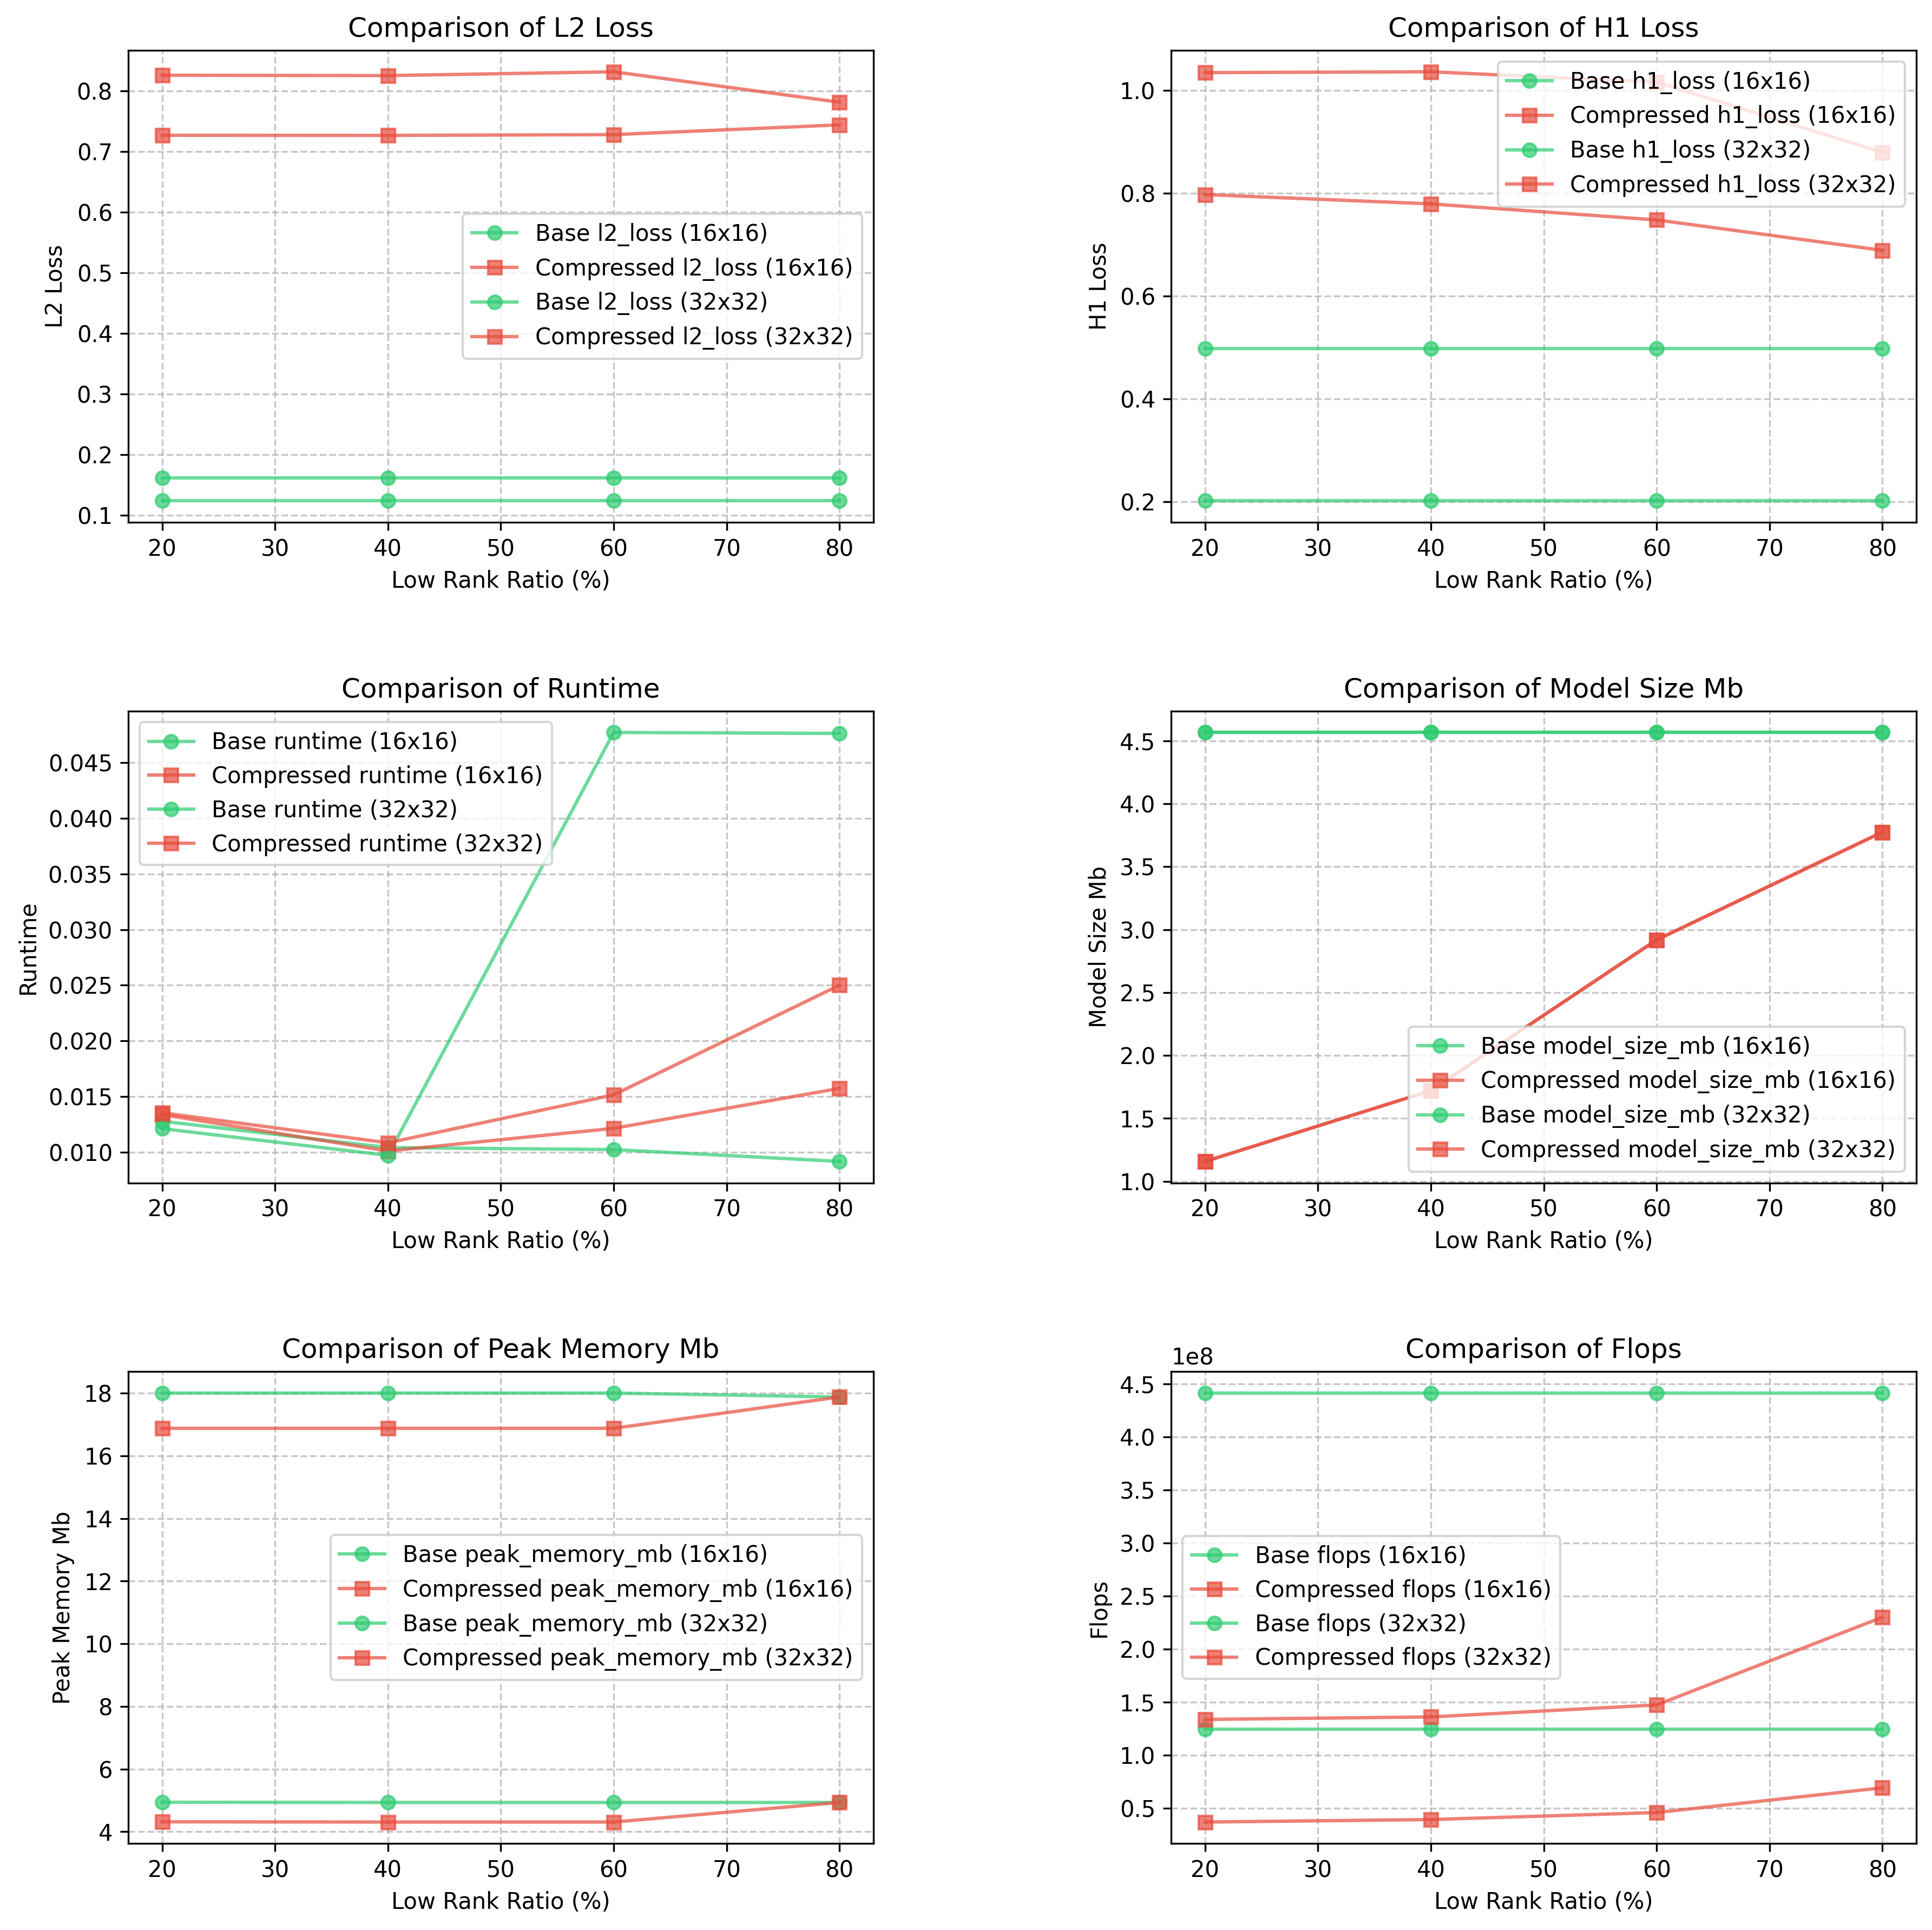 Comparison of L2 Loss
L2 Loss
0.8
0.7
0.6
0.5
0.4
0.3
0.2
0.1
Base l2_loss (16x16)
Compressed l2_loss (16x16)
Base l2_loss (32x32)
Compressed l2_loss (32x32)
20 30 40 50 60 70 80
Low Rank Ratio (%)
Comparison of H1 Loss
H1 Loss
1.0
0.8
0.6
0.4
0.2
Base h1_loss (16x16)
Compressed h1_loss (16x16)
Base h1_loss (32x32)
Compressed h1_loss (32x32)
20 30 40 50 60 70 80
Low Rank Ratio (%)
Comparison of Runtime
Runtime
0.045
0.040
0.035
0.030
0.025
0.020
0.015
0.010
Base runtime (16x16)
Compressed runtime (16x16)
Base runtime (32x32)
Compressed runtime (32x32)
20 30 40 50 60 70 80
Low Rank Ratio (%)
Comparison of Model Size Mb
Model Size Mb
4.5
4.0
3.5
3.0
2.5
2.0
1.5
1.0
Base model_size_mb (16x16)
Compressed model_size_mb (16x16)
Base model_size_mb (32x32)
Compressed model_size_mb (32x32)
20 30 40 50 60 70 80
Low Rank Ratio (%)
Comparison of Peak Memory Mb
Peak Memory Mb
18
16
14
12
10
8
6
4
Base peak_memory_mb (16x16)
Compressed peak_memory_mb (16x16)
Base peak_memory_mb (32x32)
Compressed peak_memory_mb (32x32)
20 30 40 50 60 70 80
Low Rank Ratio (%)
Comparison of Flops
1e8
Flops
4.5
4.0
3.5
3.0
2.5
2.0
1.5
1.0
0.5
Base flops (16x16)
Compressed flops (16x16)
Base flops (32x32)
Compressed flops (32x32)
20 30 40 50 60 70 80
Low Rank Ratio (%)